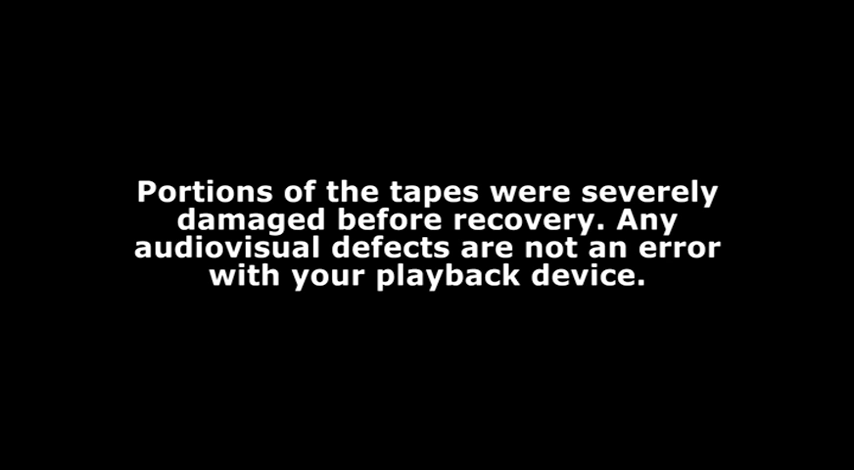 Portions of the tapes were severely
damaged before recovery. Any
audiovisual defects are not an error
with your playback device.